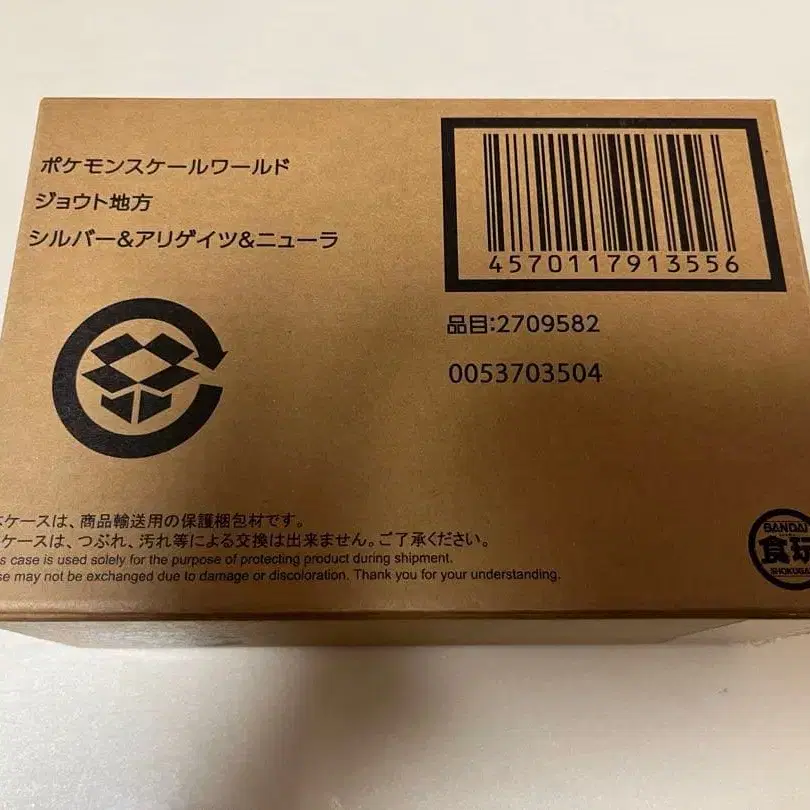 ポケモンスケールワールド
ジョウト地方
シルバー&アリゲイツ&ニューラ
4570117913556
品目:2709582
0053703504
ケースは、商品輸送用の保護梱包材です。
ケースは、つぶれ、汚れ等による交換は出来ません。ご了承ください。
case is used solely for the purpose of protecting product during shipment.
may not be exchanged due to damage or discoloration. Thank you for your understanding.
BANDAI
食玩